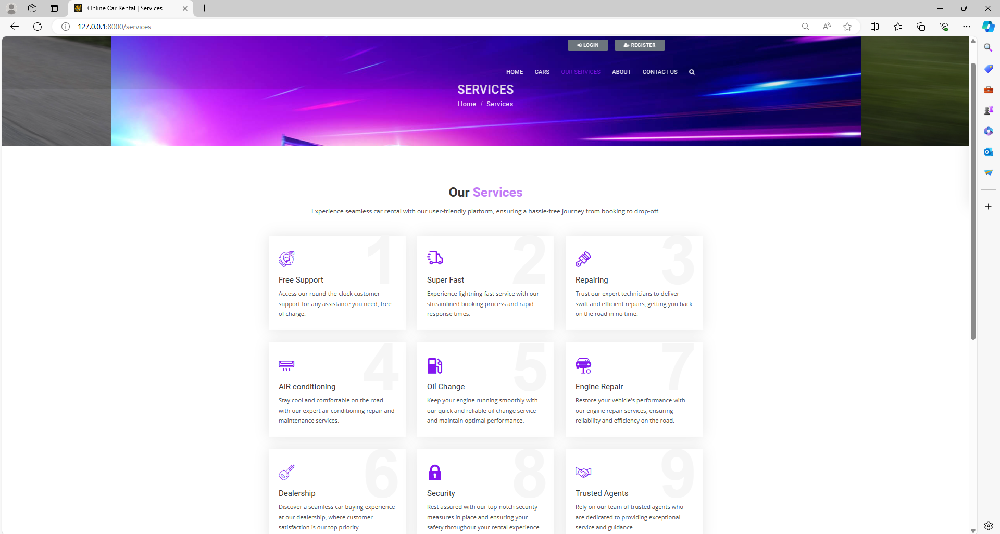 Online Car Rental | Services
127.0.0.1:8000/services
LOGIN
REGISTER
HOME CARS OUR SERVICES ABOUT CONTACT US
SERVICES
Home / Services
Our Services
Experience seamless car rental with our user-friendly platform, ensuring a hassle-free journey from booking to drop-off.
1
Free Support
Access our round-the-clock customer
support for any assistance you need, free
of charge.
2
Super Fast
Experience lightning-fast service with our
streamlined booking process and rapid
response times.
3
Repairing
Trust our expert technicians to deliver
swift and efficient repairs, getting you back
on the road in no time.
4
AIR conditioning
Stay cool and comfortable on the road
with our expert air conditioning repair and
maintenance services.
5
Oil Change
Keep your engine running smoothly with
our quick and reliable oil change service
and maintain optimal performance.
7
Engine Repair
Restore your vehicle's performance with
our engine repair services, ensuring
reliability and efficiency on the road.
6
Dealership
Discover a seamless car buying experience
at our dealership, where customer
satisfaction is our top priority.
8
Security
Rest assured with our top-notch security
measures in place and ensuring your
safety throughout your rental experience.
9
Trusted Agents
Rely on our team of trusted agents who
are dedicated to providing exceptional
service and guidance.